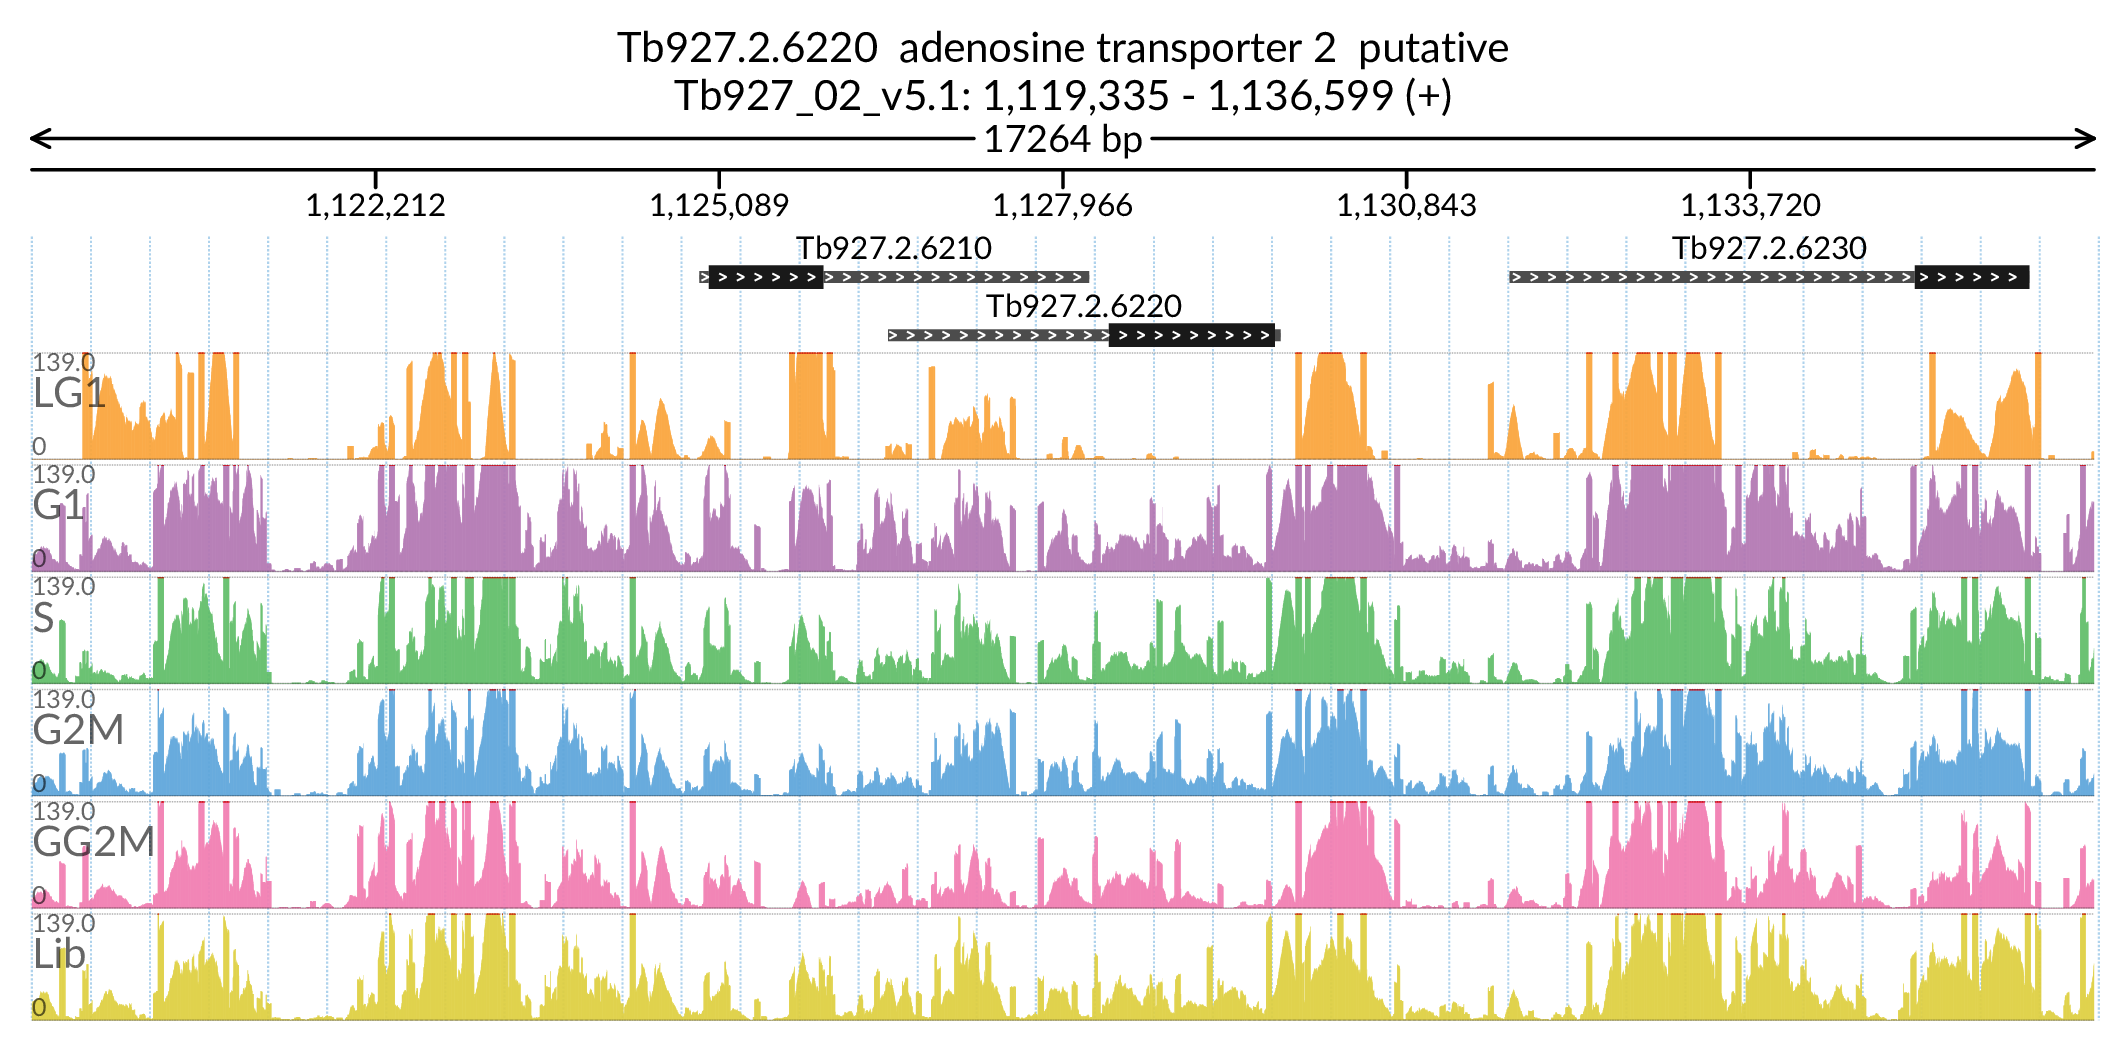 Tb927.2.6220 adenosine transporter 2 putative
Tb927_02_v5.1: 1,119,335 - 1,136,599 (+)
17264 bp
1,122,212 1,125,089 1,127,966 1,130,843 1,133,720
Tb927.2.6210 Tb927.2.6230
Tb927.2.6220
139.0
LG1
0
139.0
G1
0
139.0
S
0
139.0
G2M
0
139.0
GG2M
0
139.0
Lib
0